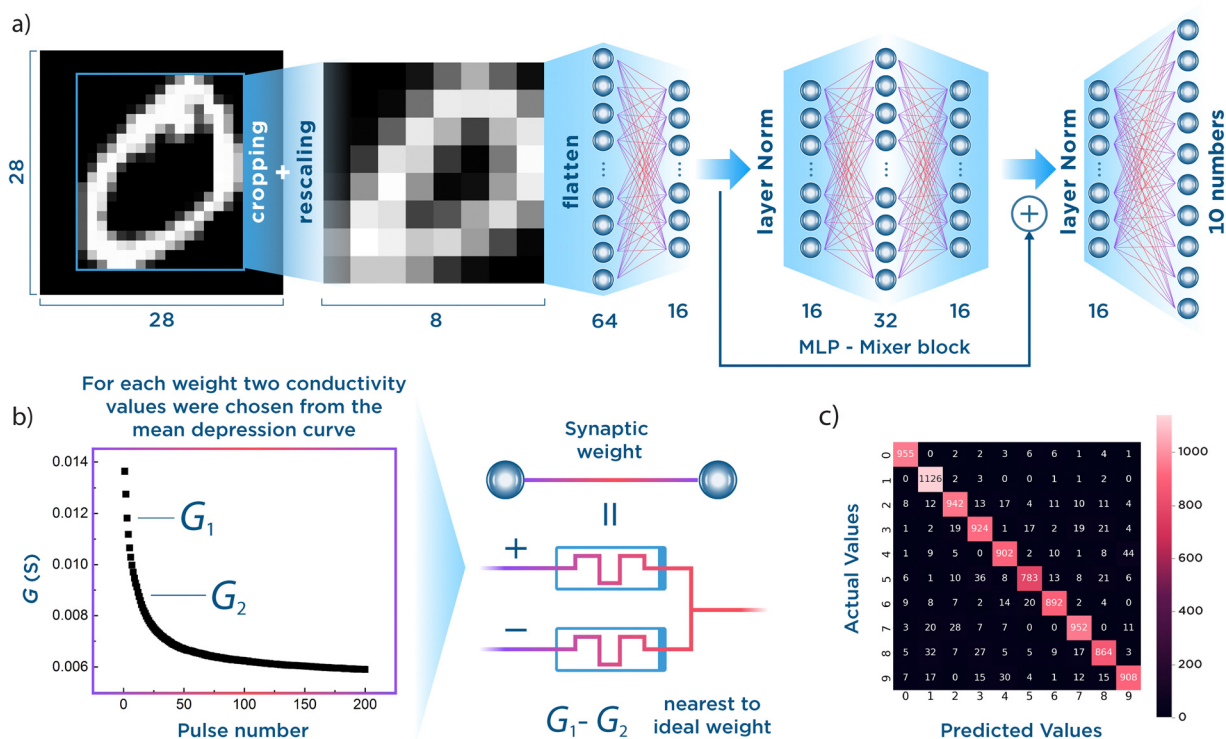 a)
28
28
cropping
+
rescaling
8
flatten
64
16
layer Norm
16
32
16
MLP - Mixer block
+
layer Norm
16
10 numbers
For each weight two conductivity
values were chosen from the
mean depression curve
b)
G (S)
0.014
0.012
0.010
0.008
0.006
G1
G2
0 50 100 150 200
Pulse number
Synaptic
weight
=
+
−
G1- G2
nearest to
ideal weight
c)
Actual Values
0 955 0 2 2 3 6 6 1 4 1
1 0 1126 2 3 0 0 1 1 2 0
2 8 12 942 13 17 4 11 10 11 4
3 1 2 19 924 1 17 2 19 21 4
4 1 9 5 0 902 2 10 1 8 44
5 6 1 10 36 8 783 13 8 21 6
6 9 8 7 2 14 20 892 2 4 0
7 3 20 28 7 7 0 0 952 0 11
8 5 32 7 27 5 5 9 17 864 3
9 7 17 0 15 30 4 1 12 15 908
0 1 2 3 4 5 6 7 8 9
Predicted Values
1000
800
600
400
200
0